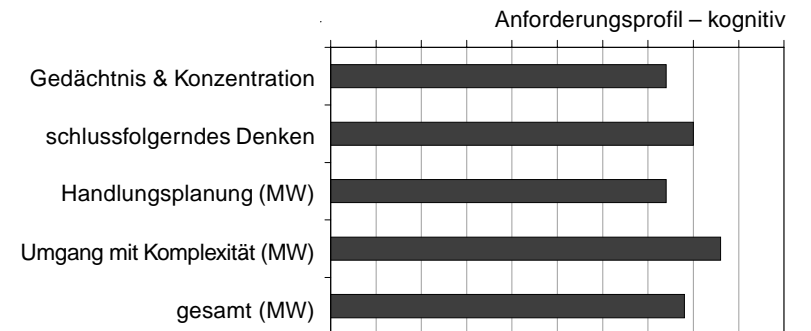 Anforderungsprofil – kognitiv
Gedächtnis & Konzentration
schlussfolgerndes Denken
Handlungsplanung (MW)
Umgang mit Komplexität (MW)
gesamt (MW)